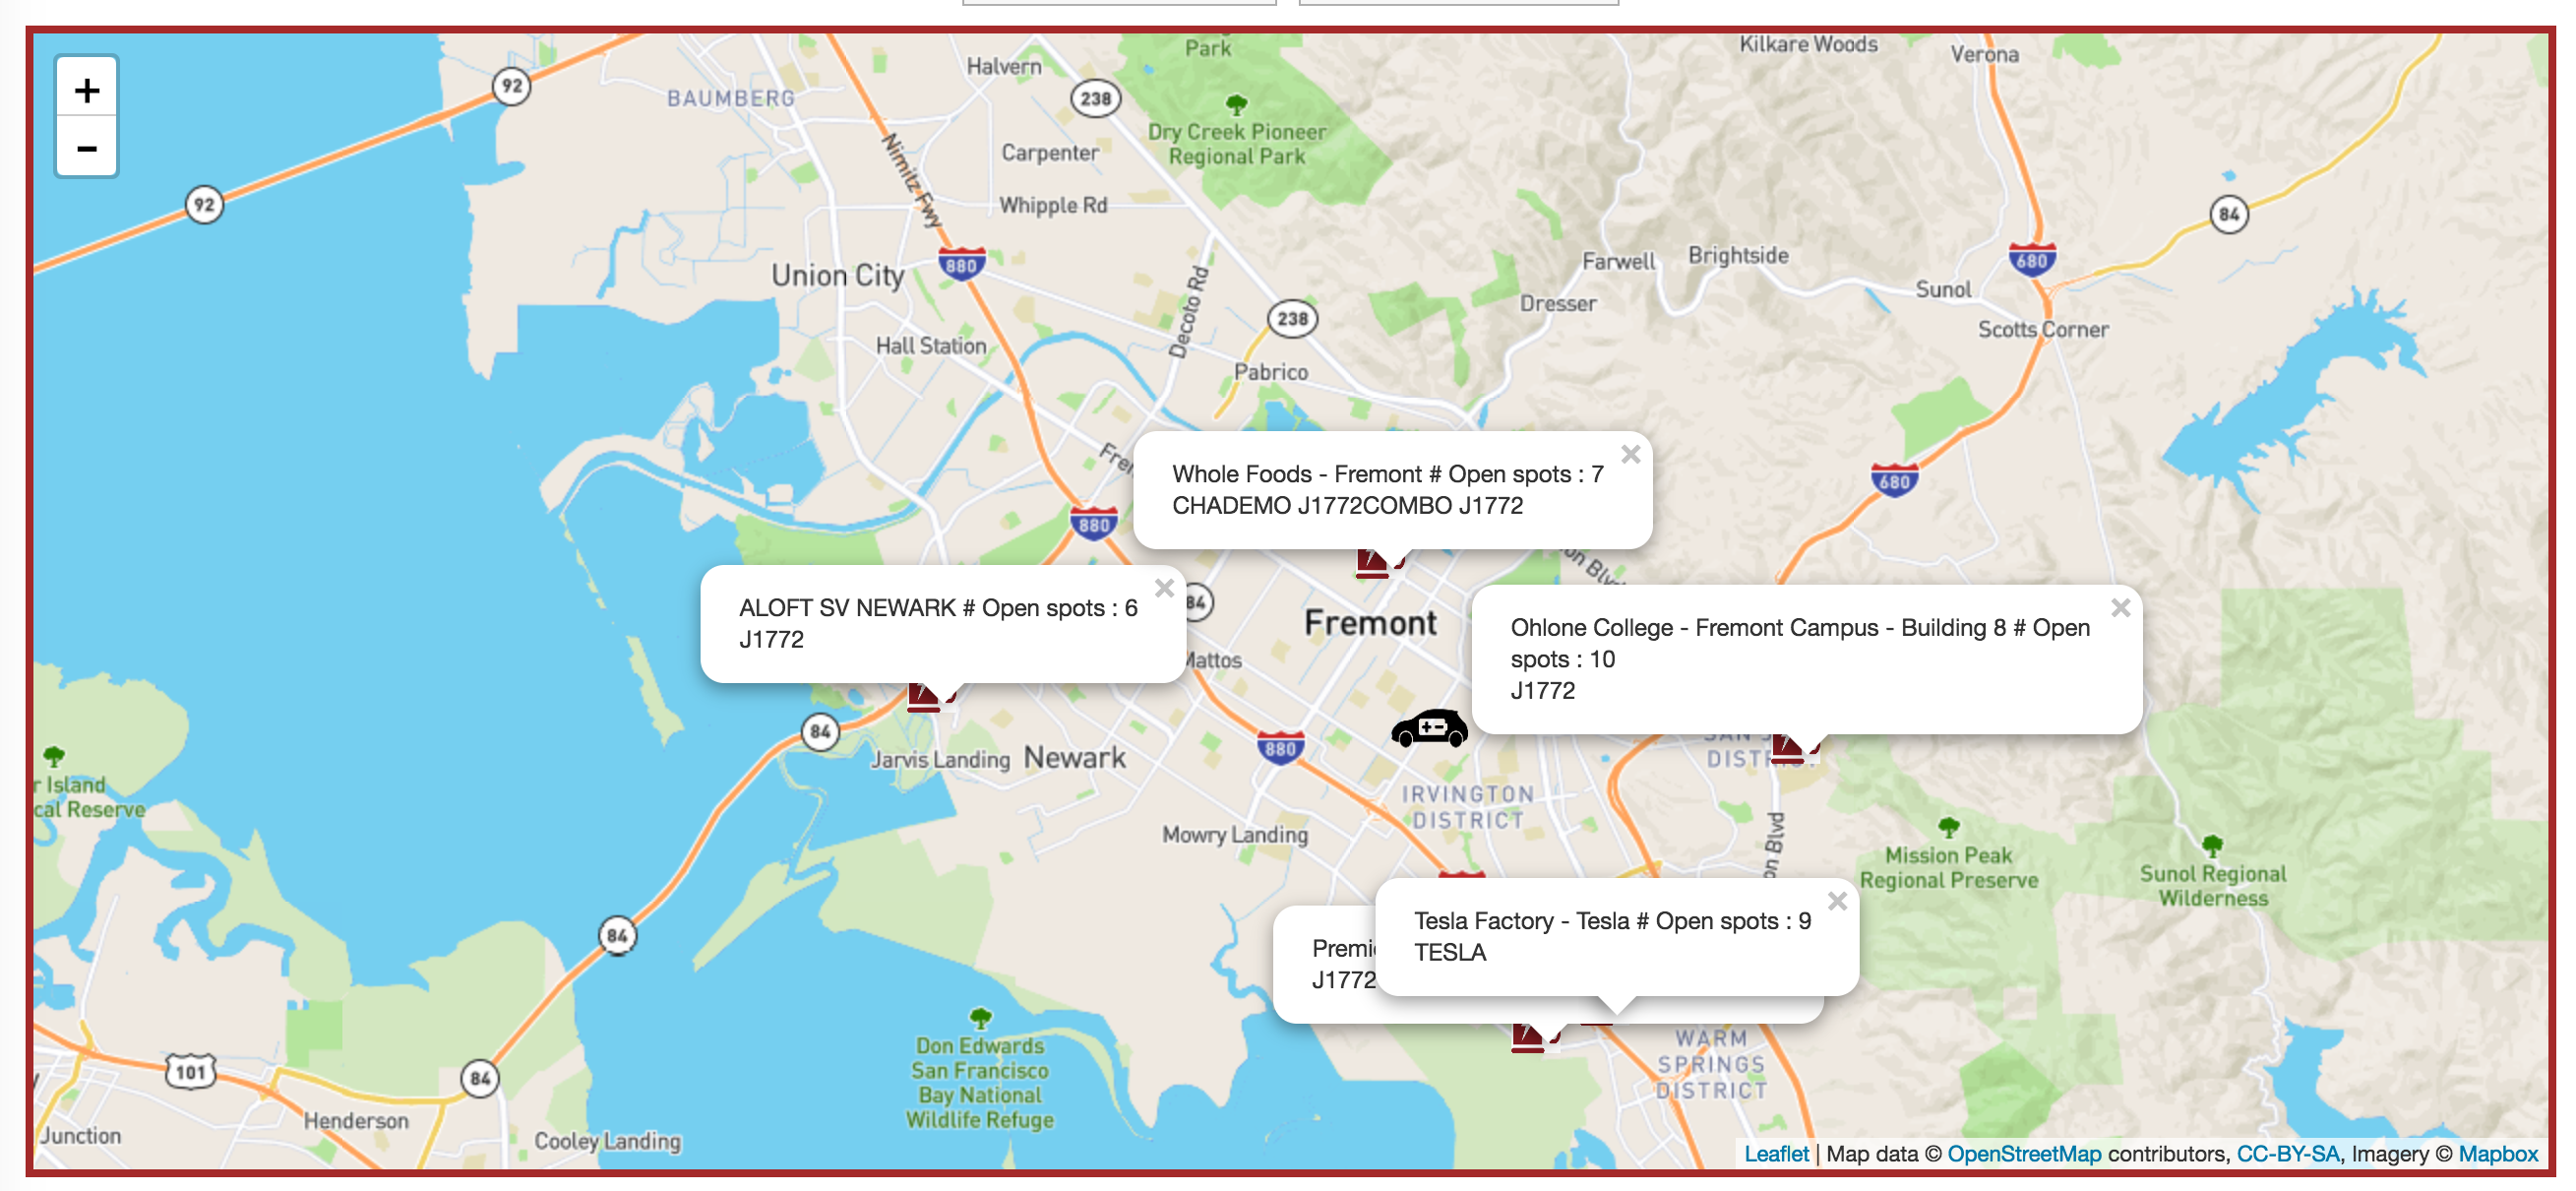 +
−
Park
Kilkare Woods
Verona
Halvern
92
BAUMBERG
238
Dry Creek Pioneer
Regional Park
Carpenter
Nimitz Fwy
Whipple Rd
92
84
Union City
880
Decoto Rd
Farwell
Brightside
680
Sunol
Dresser
238
Scotts Corner
Hall Station
Pabrico
Whole Foods - Fremont # Open spots : 7
CHADEMO J1772COMBO J1772
×
680
880
ALOFT SV NEWARK # Open spots : 6
J1772
×
84
Fremont
Ohlone College - Fremont Campus - Building 8 # Open
spots : 10
J1772
×
Mattos
84
Jarvis Landing
Newark
880
DISTRICT
IRVINGTON
DISTRICT
Island
cal Reserve
Mowry Landing
Blvd
Mission Peak
Regional Preserve
Sunol Regional
Wilderness
Tesla Factory - Tesla # Open spots : 9
TESLA
×
J1772
84
WARM
SPRINGS
DISTRICT
Don Edwards
San Francisco
Bay National
Wildlife Refuge
101
84
Henderson
Junction
Cooley Landing
Leaflet | Map data © OpenStreetMap contributors, CC-BY-SA, Imagery © Mapbox